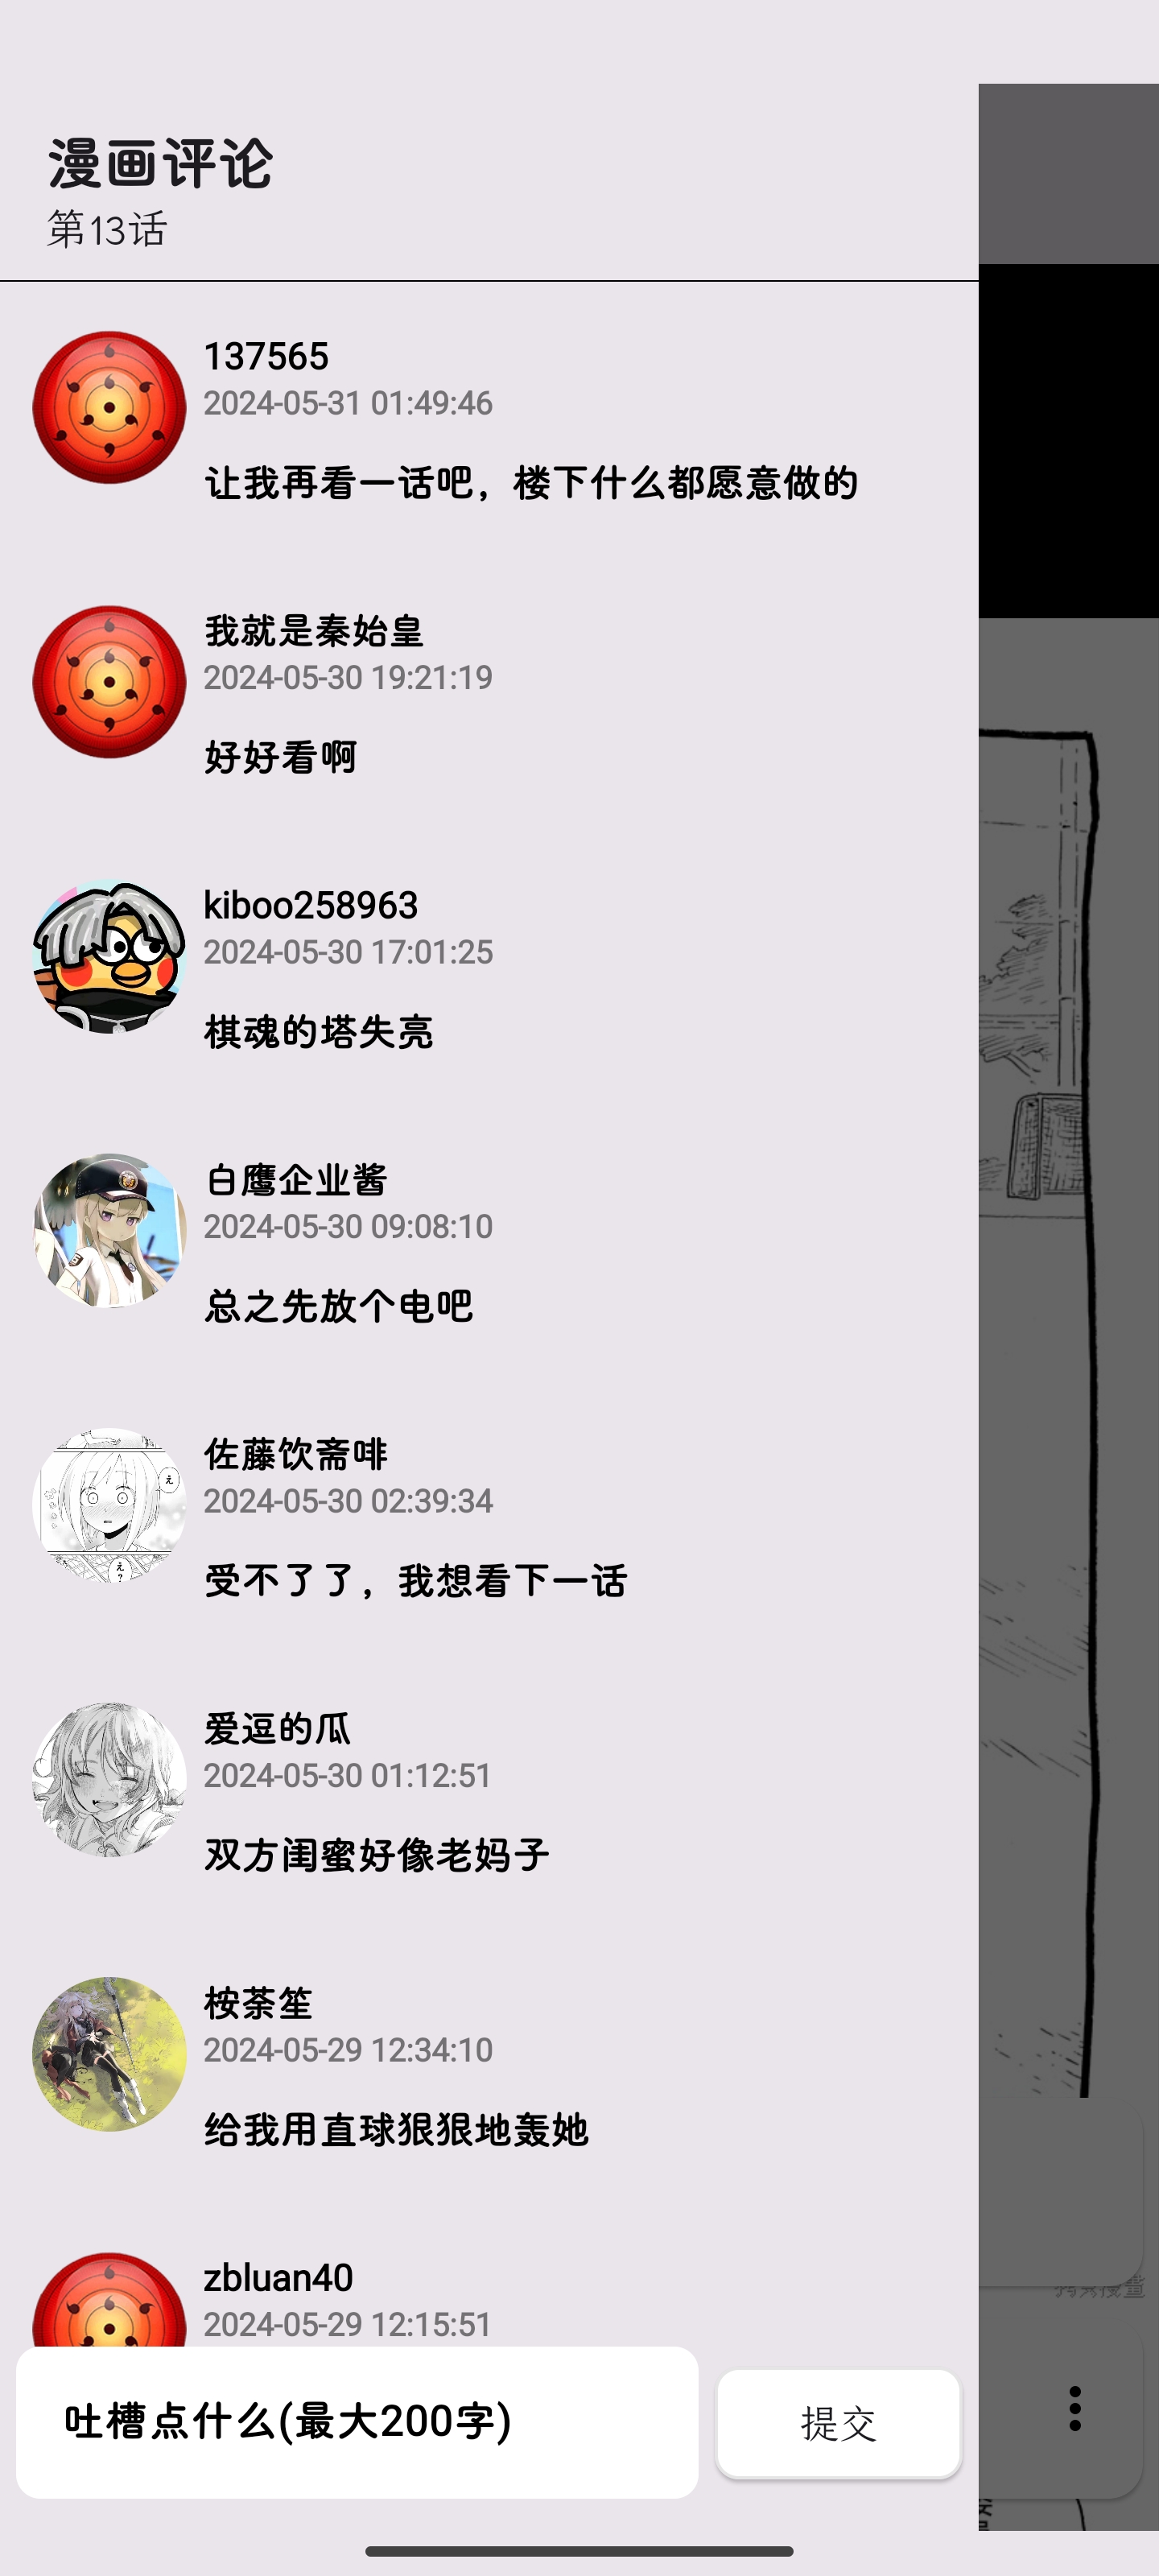 漫画评论
第13话
137565
2024-05-31 01:49:46
让我再看一话吧，楼下什么都愿意做的
我就是秦始皇
2024-05-30 19:21:19
好好看啊
kiboo258963
2024-05-30 17:01:25
棋魂的塔失亮
白鹰企业酱
2024-05-30 09:08:10
总之先放个电吧
佐藤饮斋啡
2024-05-30 02:39:34
受不了了，我想看下一话
え
え?
爱逗的瓜
2024-05-30 01:12:51
双方闺蜜好像老妈子
桉荼笙
2024-05-29 12:34:10
给我用直球狠狠地轰她
zbluan40
2024-05-29 12:15:51
吐槽点什么(最大200字)
提交